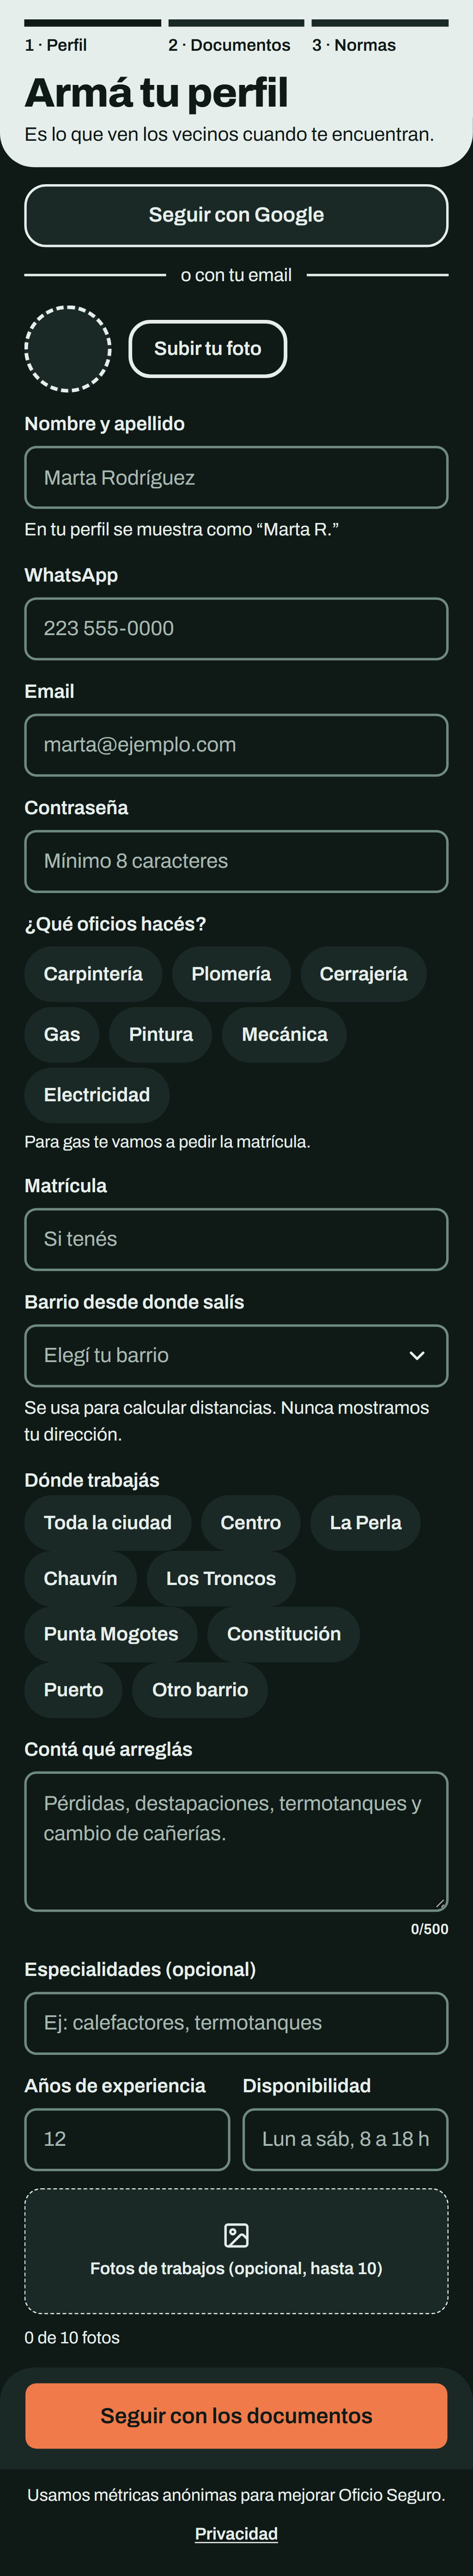 1 · Perfil
2 · Documentos
3 · Normas
Armá tu perfil
Es lo que ven los vecinos cuando te encuentran.
Seguir con Google
o con tu email
Subir tu foto
Nombre y apellido
Marta Rodríguez
En tu perfil se muestra como “Marta R.”
WhatsApp
223 555-0000
Email
marta@ejemplo.com
Contraseña
Mínimo 8 caracteres
¿Qué oficios hacés?
Carpintería
Plomería
Cerrajería
Gas
Pintura
Mecánica
Electricidad
Para gas te vamos a pedir la matrícula.
Matrícula
Si tenés
Barrio desde donde salís
Elegí tu barrio
Se usa para calcular distancias. Nunca mostramos
tu dirección.
Dónde trabajás
Toda la ciudad
Centro
La Perla
Chauvín
Los Troncos
Punta Mogotes
Constitución
Puerto
Otro barrio
Contá qué arreglás
Pérdidas, destapaciones, termotanques y
cambio de cañerías.
0/500
Especialidades (opcional)
Ej: calefactores, termotanques
Años de experiencia
Disponibilidad
12
Lun a sáb, 8 a 18 h
Fotos de trabajos (opcional, hasta 10)
0 de 10 fotos
Seguir con los documentos
Usamos métricas anónimas para mejorar Oficio Seguro.
Privacidad